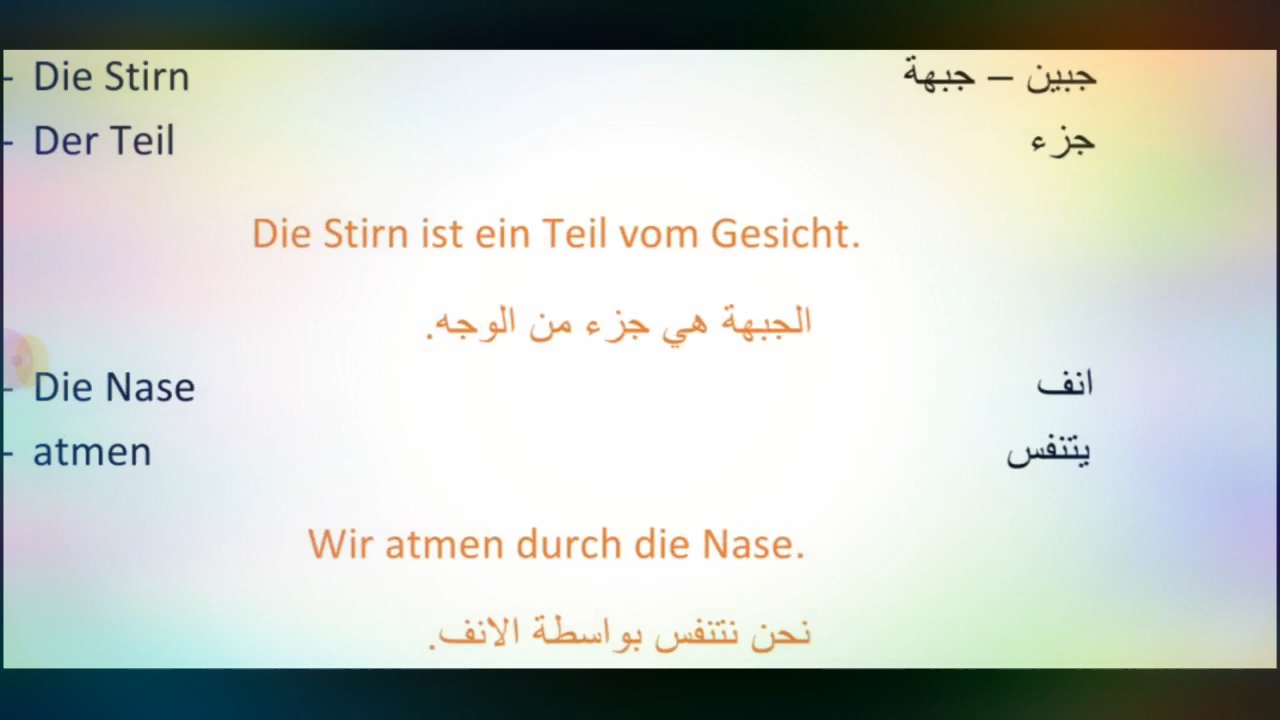 - Die Stirn جبين – جبهة
- Der Teil جزء
Die Stirn ist ein Teil vom Gesicht.
الجبهة هي جزء من الوجه.
- Die Nase انف
- atmen يتنفس
Wir atmen durch die Nase.
نحن نتنفس بواسطة الانف.